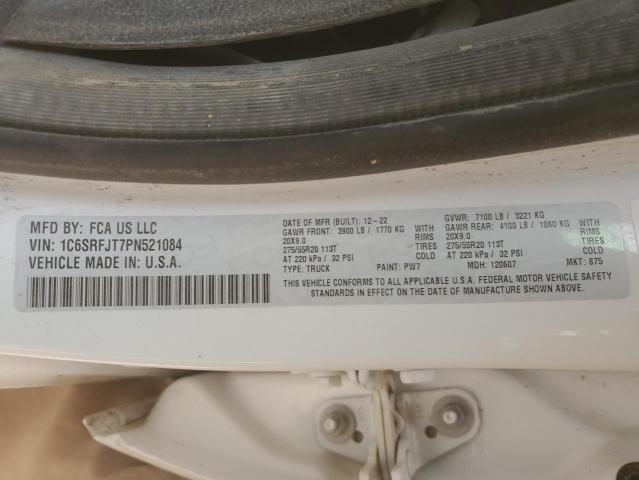 MFD BY: FCA US LLC
VIN: 1C6SRFJT7PN521084
VEHICLE MADE IN U.S.A.
DATE OF MFR (BUILT): 12-22
GVWR: 7100 LB / 3221 KG
GAWR FRONT: 3900 LB / 1770 KG WITH
GAWR REAR: 4100 LB / 1860 KG WITH
20X9.0 RIMS
20X9.0 RIMS
275/55R20 113T TIRES
275/55R20 113T TIRES
AT 220 kPa / 32 PSI
AT 220 kPa / 32 PSI
TYPE: TRUCK PAINT: PW7 MDH: 120607 MKT: 875
THIS VEHICLE CONFORMS TO ALL APPLICABLE U.S.A. FEDERAL MOTOR VEHICLE SAFETY
STANDARDS IN EFFECT ON THE DATE OF MANUFACTURE SHOWN ABOVE.